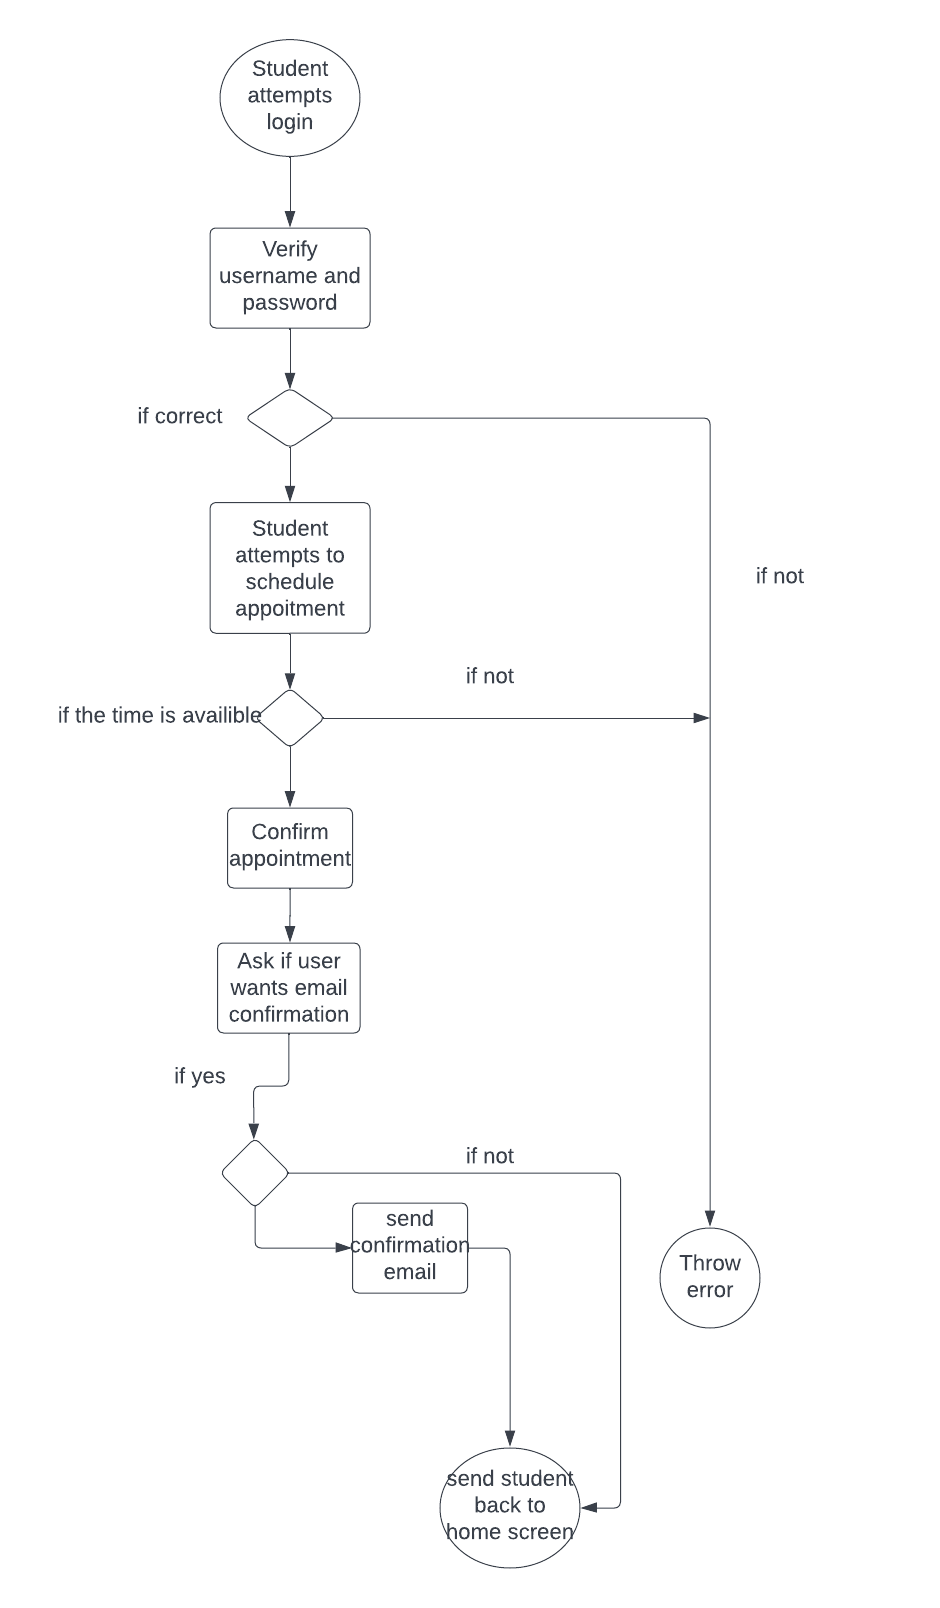 Student
attempts
login
Verify
username and
password
if correct
Student
attempts to
schedule
appoitment
if not
if not
if the time is availible
Confirm
appointment
Ask if user
wants email
confirmation
if yes
if not
send
confirmation
email
Throw
error
send student
back to
home screen